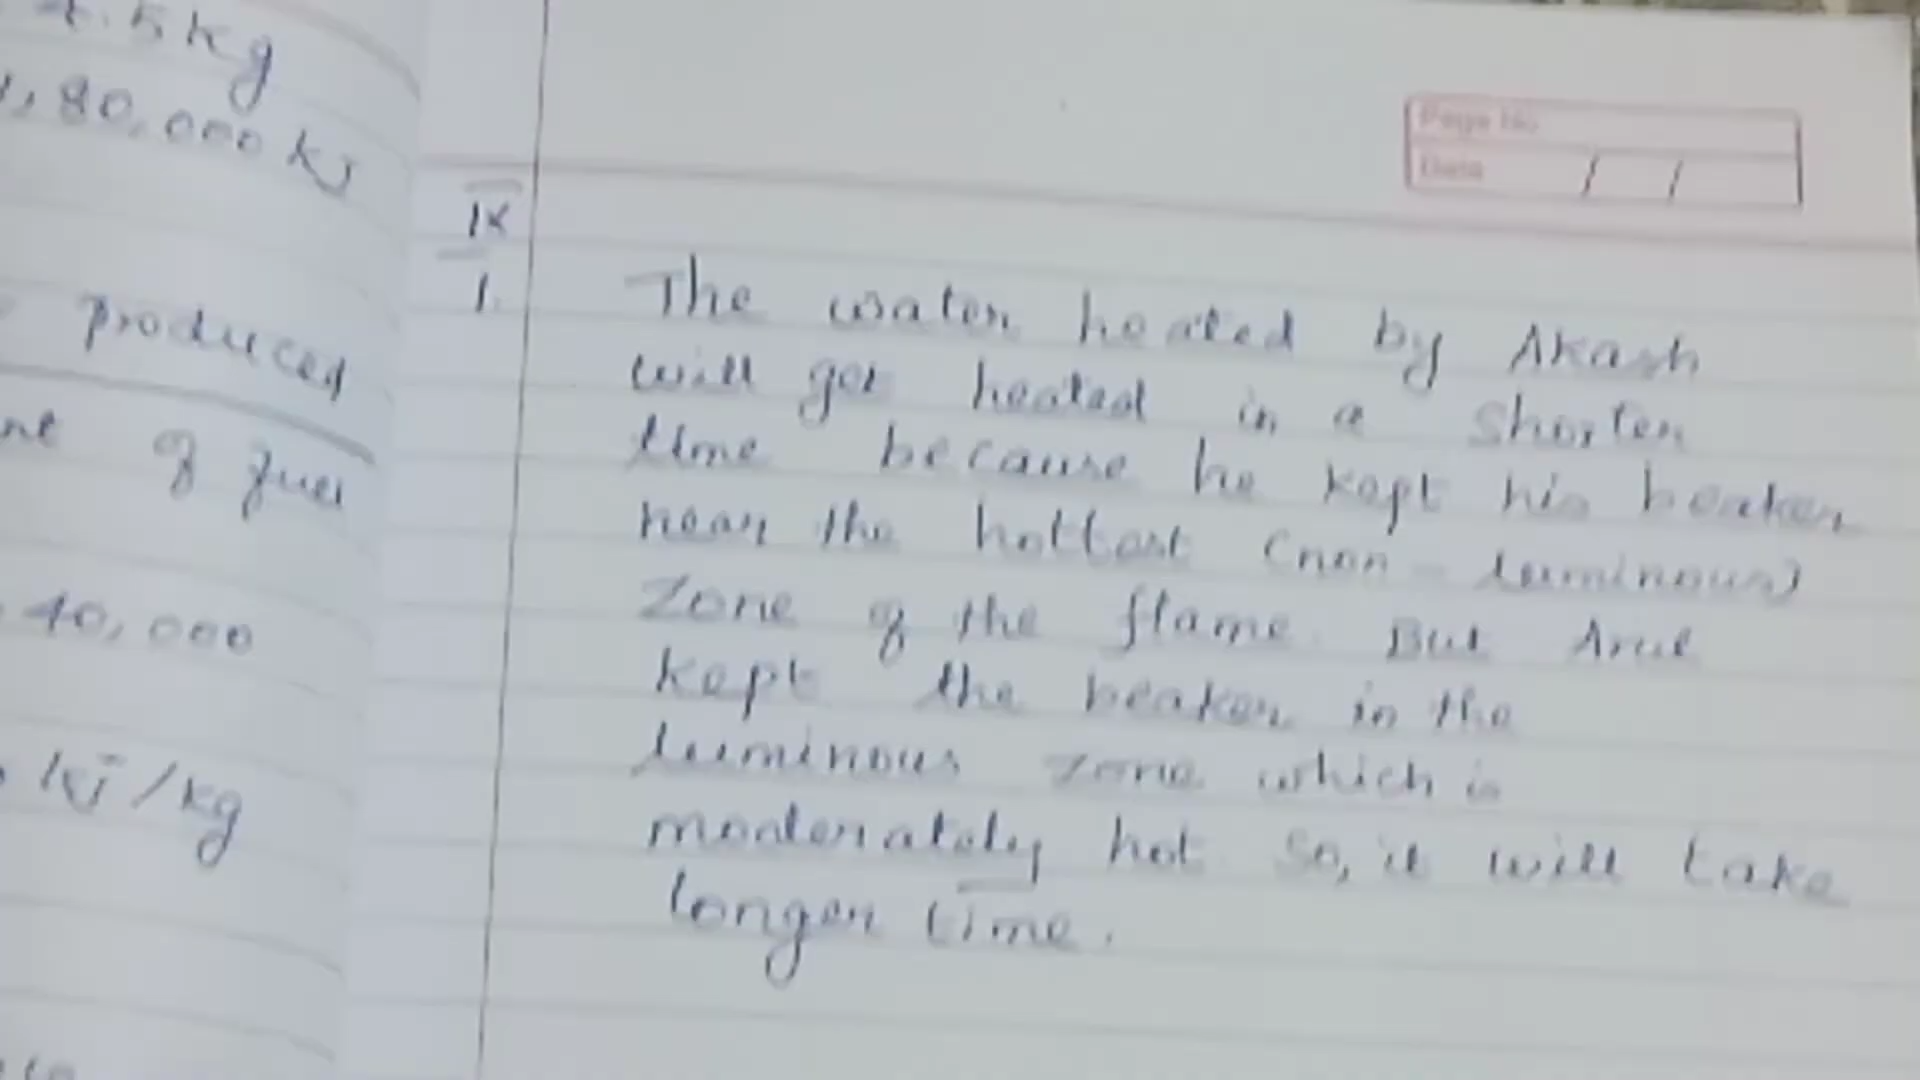 4.5 kg
80,000 kJ
produced
of fuel
40,000
kJ/kg
Page No
Date / /
IX
1. The water heated by Akash
will get heated in a shorter
time because he kept his beaker
near the hottest (non-luminous)
zone of the flame. But Arul
kept the beaker in the
luminous zone which is
moderately hot. So, it will take
longer time.